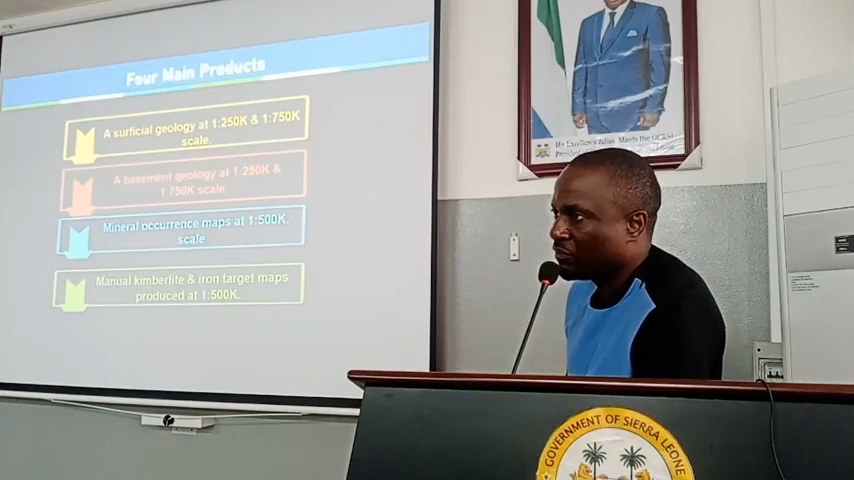 Four Main Products
A surficial geology at 1:250K & 1:750K
scale.
A basement geology at 1:250K &
1:750K scale
Mineral occurrence maps at 1:500K.
scale
Manual kimberlite & iron target maps
produced at 1:500K.
His Excellency Julius Maada Bio
President
GOVERNMENT OF SIERRA LEONE